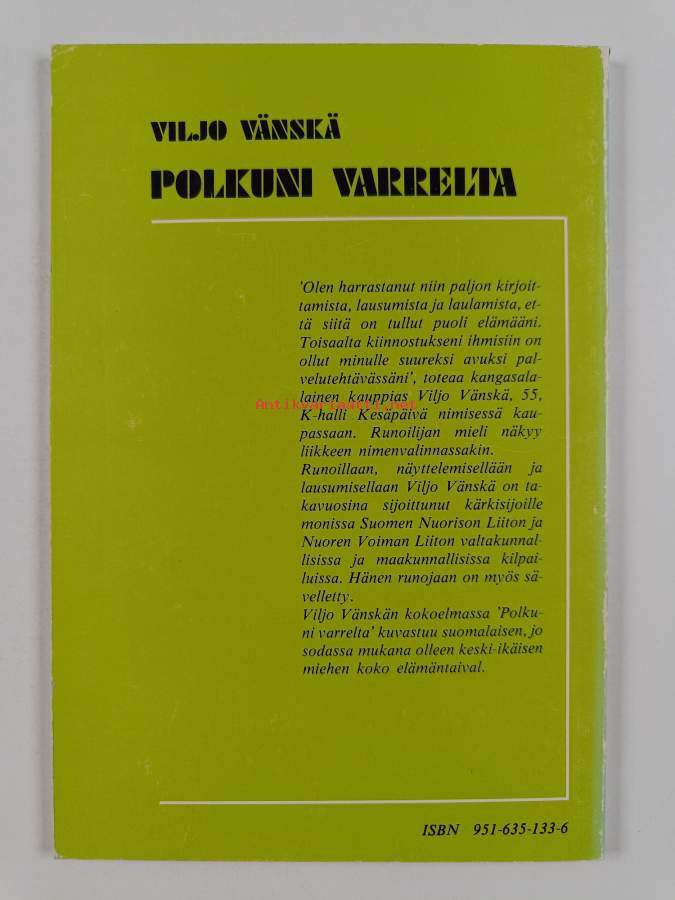 VILJO VÄNSKÄ
POLKUNI VARRELTA
'Olen harrastanut niin paljon kirjoit-
tamista, lausumista ja laulamista, et-
tä siitä on tullut puoli elämääni.
Toisaalta kiinnostukseni ihmisiin on
ollut minulle suureksi avuksi pal-
velutehtävässäni', toteaa kangasala-
lainen kauppias Viljo Vänskä, 55,
Antikvariaatti.net
K-halli Kesäpäivä nimisessä kau-
passaan. Runoilijan mieli näkyy
liikkeen nimenvalinnassakin.
Runoillaan, näyttelemisellään ja
lausumisellaan Viljo Vänskä on ta-
kavuosina sijoittunut kärkisijoille
monissa Suomen Nuorison Liiton ja
Nuoren Voiman Liiton valtakunnal-
lisissa ja maakunnallisissa kilpai-
luissa. Hänen runojaan on myös sä-
velletty.
Viljo Vänskän kokoelmassa 'Polku-
ni varrelta' kuvastuu suomalaisen, jo
sodassa mukana olleen keski-ikäisen
miehen koko elämäntaival.
ISBN 951-635-133-6